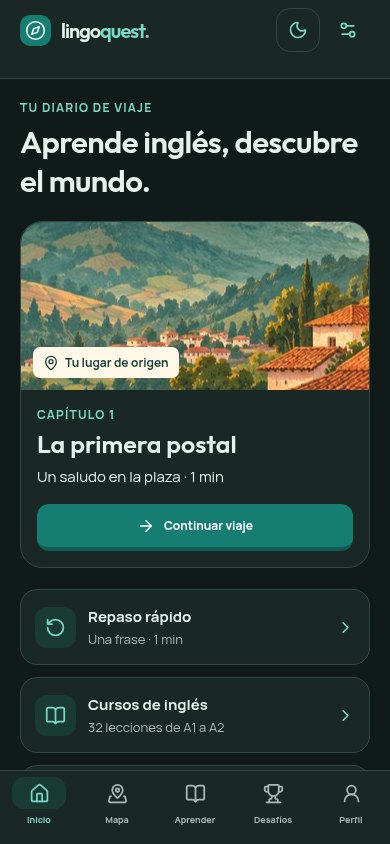 lingoquest.
TU DIARIO DE VIAJE
Aprende inglés, descubre
el mundo.
Tu lugar de origen
CAPÍTULO 1
La primera postal
Un saludo en la plaza · 1 min
Continuar viaje
Repaso rápido
Una frase · 1 min
Cursos de inglés
32 lecciones de A1 a A2
Inicio
Mapa
Aprender
Desafíos
Perfil